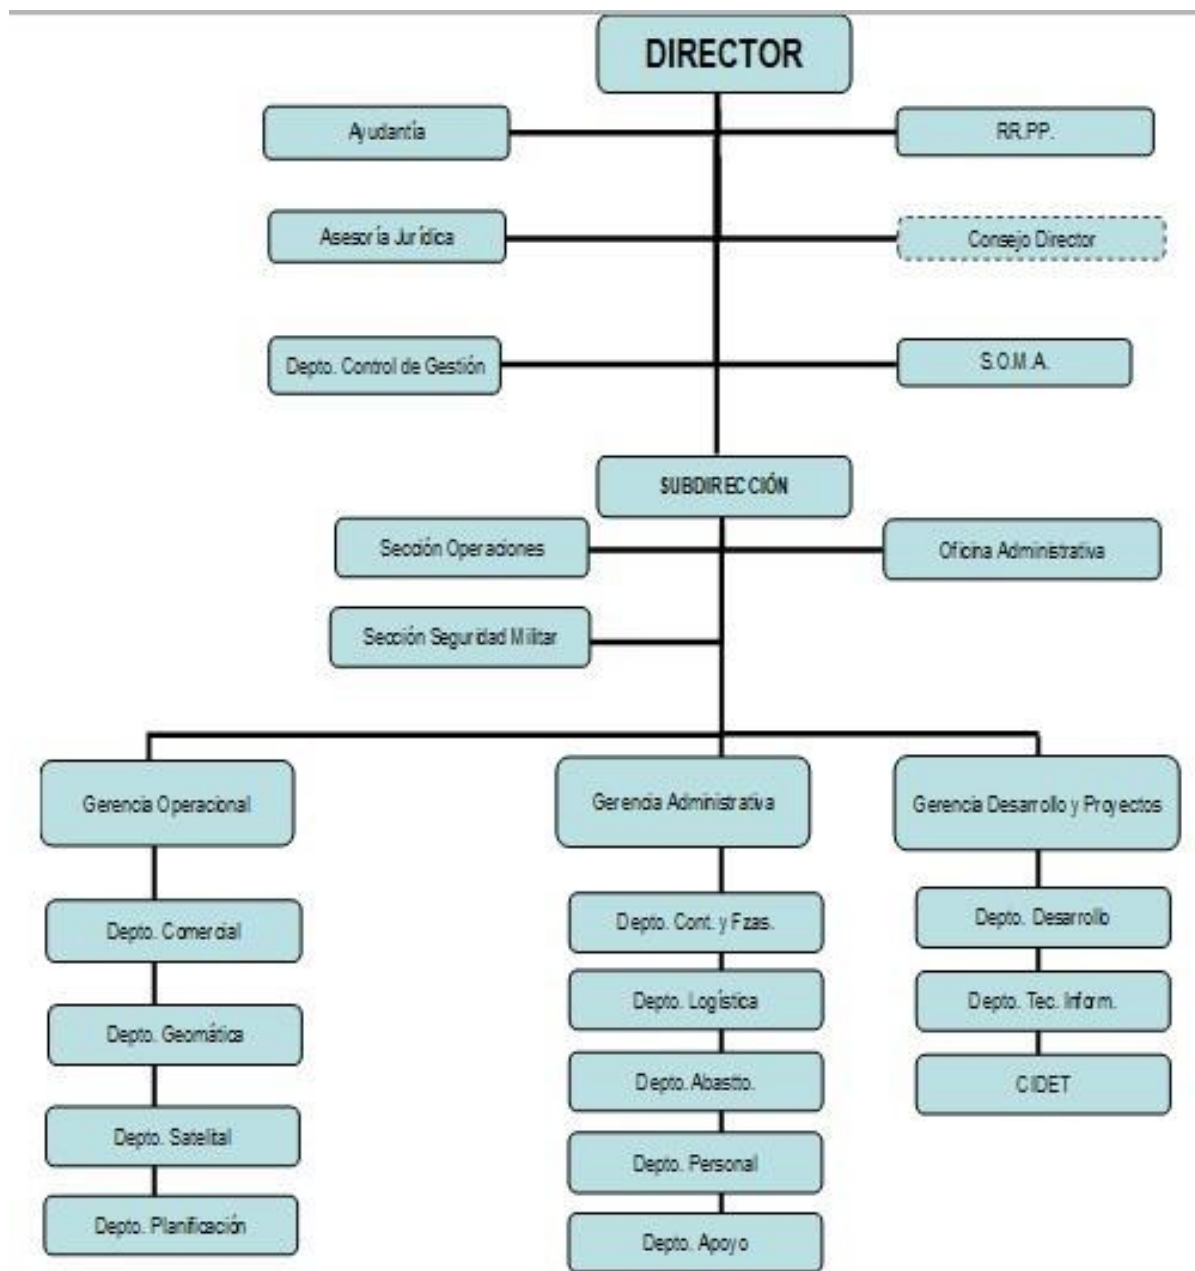 DIRECTOR
Ayudantía
RR.PP.
Asesoría Jurídica
Consejo Director
Depto. Control de Gestión
S.O.M.A.
SUBDIRECCIÓN
Sección Operaciones
Oficina Administrativa
Sección Seguridad Militar
Gerencia Operacional
Gerencia Administrativa
Gerencia Desarrollo y Proyectos
Depto. Comercial
Depto. Geomática
Depto. Satelital
Depto. Planificación
Depto. Cont. y Fzas.
Depto. Logística
Depto. Abastto.
Depto. Personal
Depto. Apoyo
Depto. Desarrollo
Depto. Tec. Inform.
CIDET